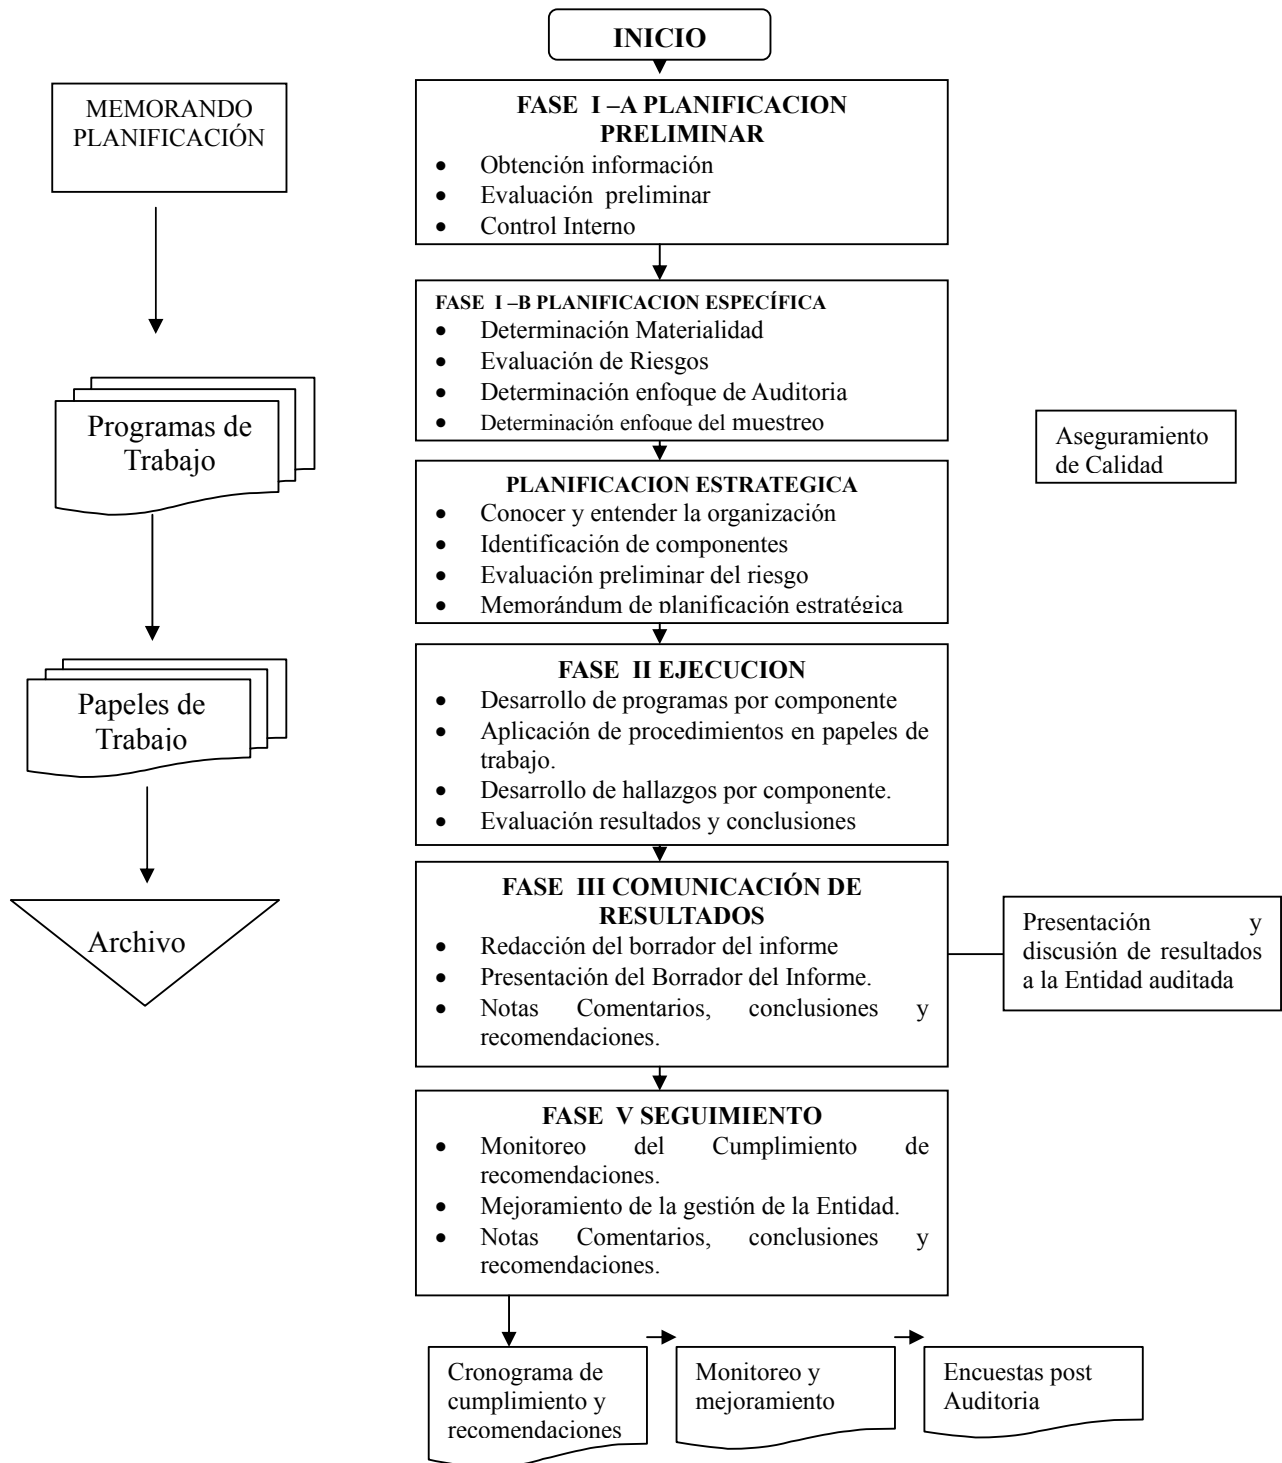 INICIO
MEMORANDO
PLANIFICACIÓN
FASE I –A PLANIFICACION
PRELIMINAR
• Obtención información
• Evaluación preliminar
• Control Interno
FASE I –B PLANIFICACION ESPECÍFICA
• Determinación Materialidad
• Evaluación de Riesgos
• Determinación enfoque de Auditoria
• Determinación enfoque del muestreo
Programas de
Trabajo
Aseguramiento
de Calidad
PLANIFICACION ESTRATEGICA
• Conocer y entender la organización
• Identificación de componentes
• Evaluación preliminar del riesgo
• Memorándum de planificación estratégica
FASE II EJECUCION
• Desarrollo de programas por componente
• Aplicación de procedimientos en papeles de
trabajo.
• Desarrollo de hallazgos por componente.
• Evaluación resultados y conclusiones
Papeles de
Trabajo
FASE III COMUNICACIÓN DE
RESULTADOS
• Redacción del borrador del informe
• Presentación del Borrador del Informe.
• Notas Comentarios, conclusiones y
recomendaciones.
Archivo
Presentación y
discusión de resultados
a la Entidad auditada
FASE V SEGUIMIENTO
• Monitoreo del Cumplimiento de
recomendaciones.
• Mejoramiento de la gestión de la Entidad.
• Notas Comentarios, conclusiones y
recomendaciones.
Cronograma de
cumplimiento y
recomendaciones
Monitoreo y
mejoramiento
Encuestas post
Auditoria